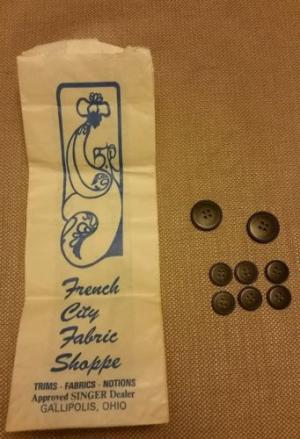 French
City
Fabric
Shoppe
TRIMS - FABRICS - NOTIONS
Approved SINGER Dealer
GALLIPOLIS, OHIO